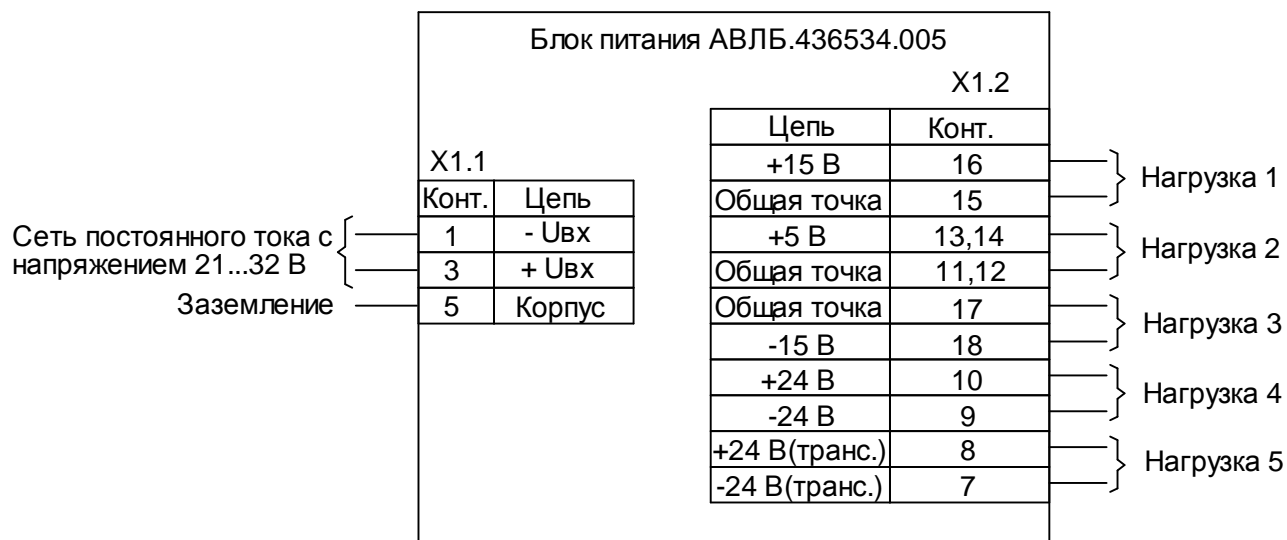 Блок питания АВЛБ.436534.005
X1.2
Цепь Конт.
+15 В 16
Общая точка 15
Нагрузка 1
+5 В 13,14
Общая точка 11,12
Нагрузка 2
Общая точка 17
-15 В 18
Нагрузка 3
+24 В 10
-24 В 9
Нагрузка 4
+24 В(транс.) 8
-24 В(транс.) 7
Нагрузка 5
X1.1
Конт. Цепь
1 - Uвх
3 + Uвх
5 Корпус
Сеть постоянного тока с
напряжением 21...32 В
Заземление